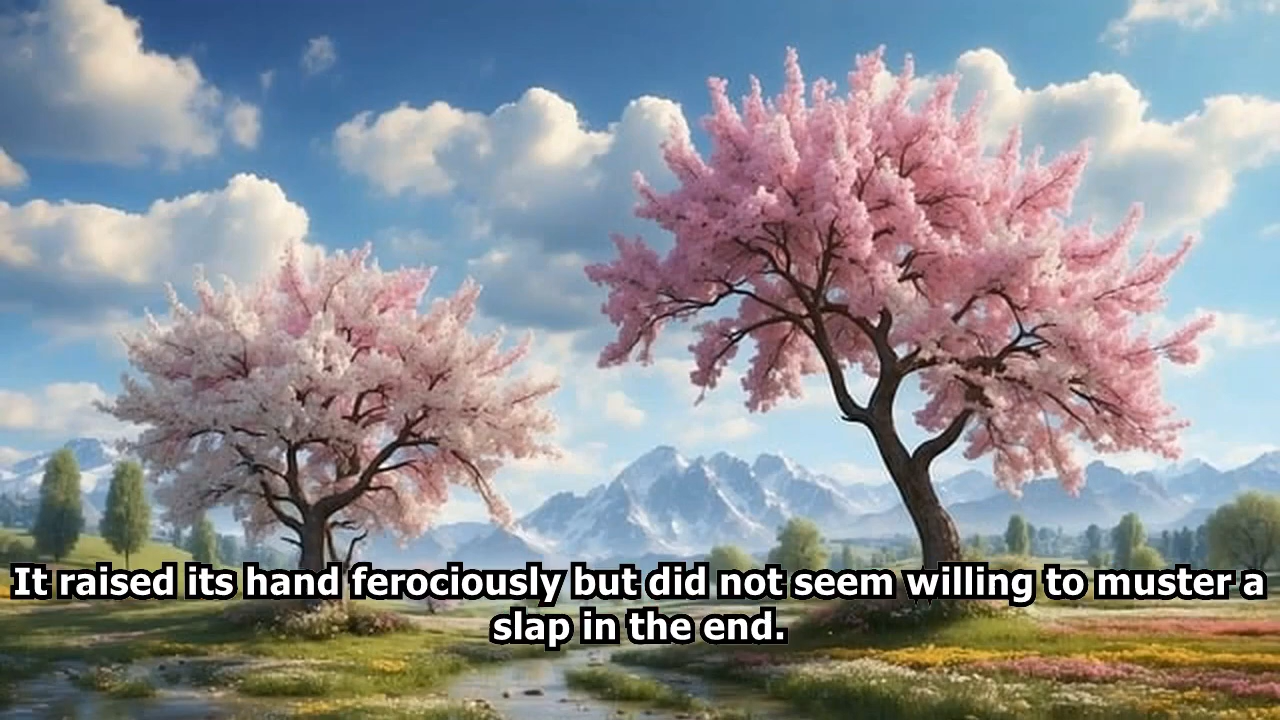 It raised its hand ferociously but did not seem willing to muster a
slap in the end.